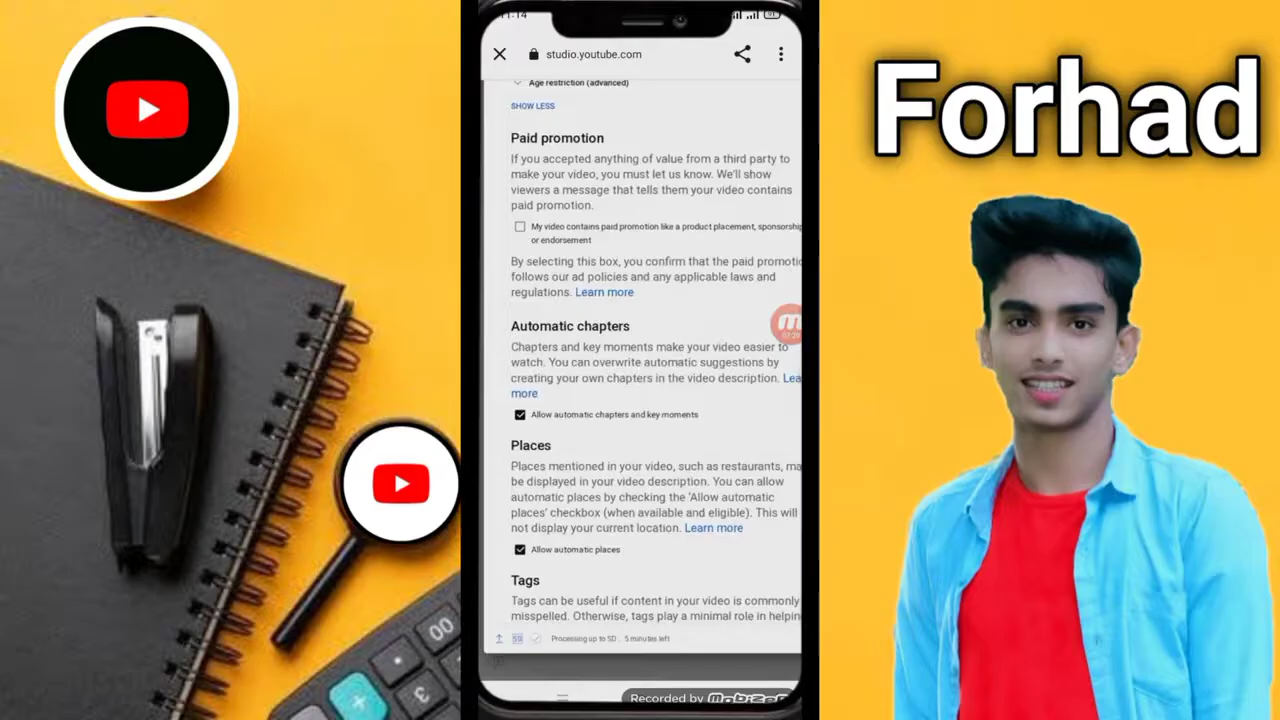 11:14
91
studio.youtube.com
Forhad
Age restriction (advanced)
SHOW LESS
Paid promotion
If you accepted anything of value from a third party to
make your video, you must let us know. We'll show
viewers a message that tells them your video contains
paid promotion.
My video contains paid promotion like a product placement, sponsorship
or endorsement
By selecting this box, you confirm that the paid promotio
follows our ad policies and any applicable laws and
regulations. Learn more
Automatic chapters
Chapters and key moments make your video easier to
watch. You can overwrite automatic suggestions by
creating your own chapters in the video description. Lea
more
Allow automatic chapters and key moments
Places
Places mentioned in your video, such as restaurants, ma
be displayed in your video description. You can allow
automatic places by checking the 'Allow automatic
places' checkbox (when available and eligible). This will
not display your current location. Learn more
Allow automatic places
Tags
Tags can be useful if content in your video is commonly
misspelled. Otherwise, tags play a minimal role in helpin
SD
Processing up to SD .. 5 minutes left
Recorded by
00
3